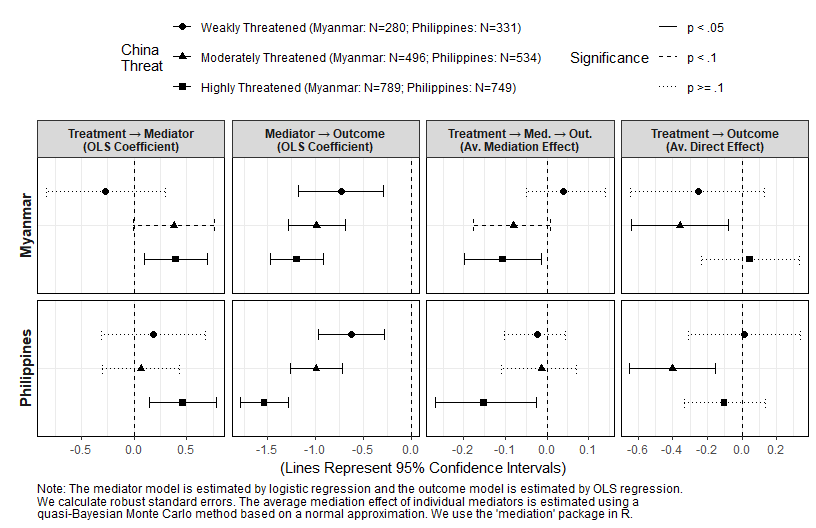 China
Threat
Weakly Threatened (Myanmar: N=280; Philippines: N=331)
Moderately Threatened (Myanmar: N=496; Philippines: N=534)
Highly Threatened (Myanmar: N=789; Philippines: N=749)
Significance
p < .05
p < .1
p >= .1
Treatment → Mediator
(OLS Coefficient)
Mediator → Outcome
(OLS Coefficient)
Treatment → Med. → Out.
(Av. Mediation Effect)
Treatment → Outcome
(Av. Direct Effect)
Myanmar
Philippines
-0.5 0.0 0.5
-1.5 -1.0 -0.5 0.0
-0.2 -0.1 0.0 0.1
-0.6 -0.4 -0.2 0.0 0.2
(Lines Represent 95% Confidence Intervals)
Note: The mediator model is estimated by logistic regression and the outcome model is estimated by OLS regression.
We calculate robust standard errors. The average mediation effect of individual mediators is estimated using a
quasi-Bayesian Monte Carlo method based on a normal approximation. We use the 'mediation' package in R.